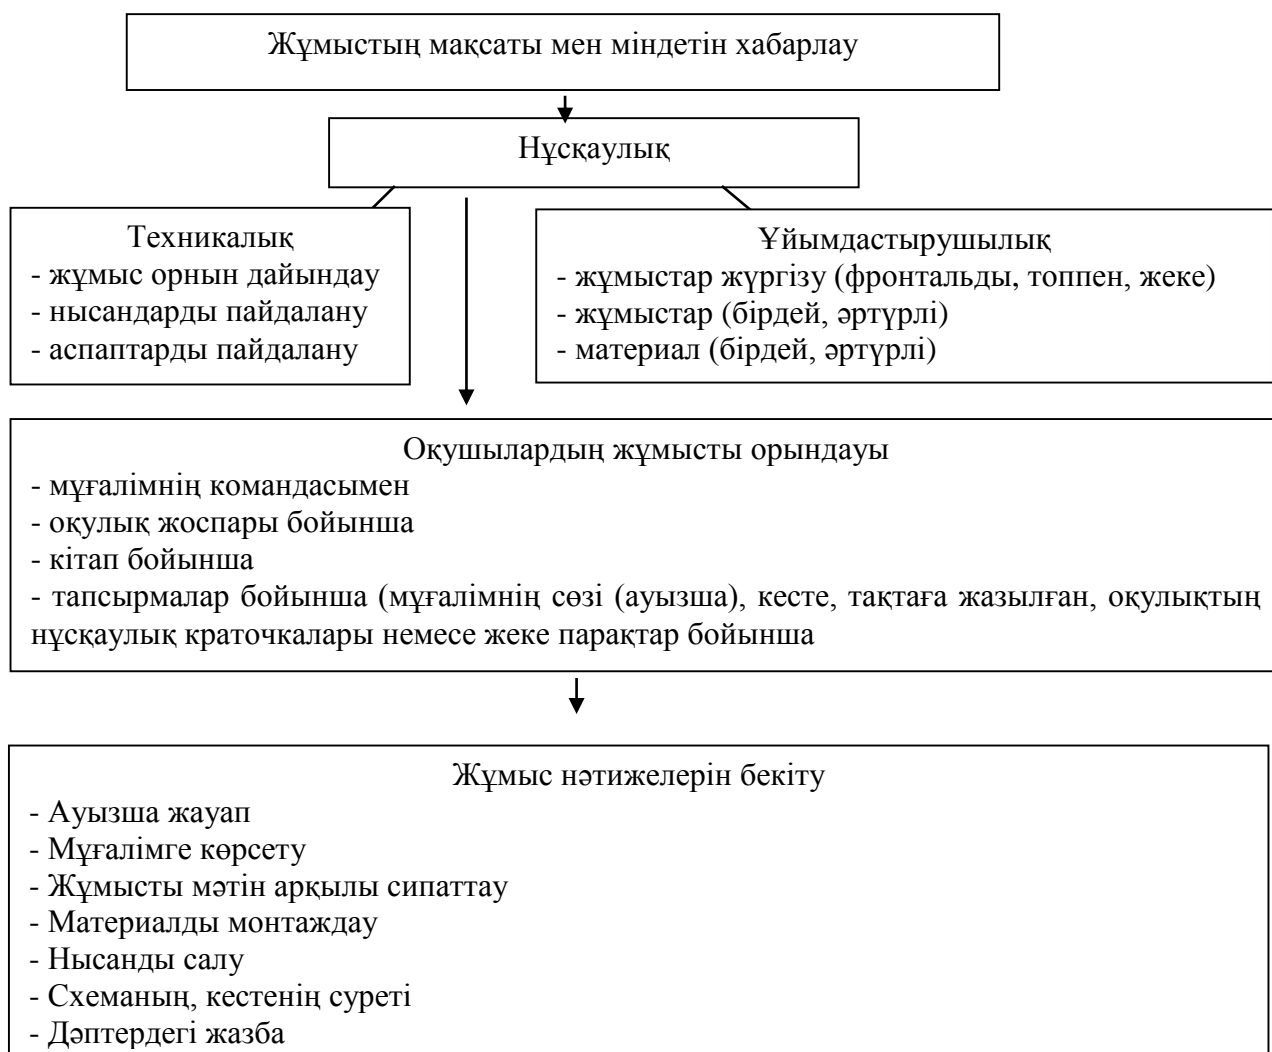 Жұмыстың мақсаты мен міндетін хабарлау
Нұсқаулық
Техникалық
- жұмыс орнын дайындау
- нысандарды пайдалану
- аспаптарды пайдалану
Ұйымдастырушылық
- жұмыстар жүргізу (фронтальды, топпен, жеке)
- жұмыстар (бірдей, әртүрлі)
- материал (бірдей, әртүрлі)
Оқушылардың жұмысты орындауы
- мұғалімнің командасымен
- оқулық жоспары бойынша
- кітап бойынша
- тапсырмалар бойынша (мұғалімнің сөзі (ауызша), кесте, тақтаға жазылған, оқулықтың
нұсқаулық краточкалары немесе жеке парақтар бойынша
Жұмыс нәтижелерін бекіту
- Ауызша жауап
- Мұғалімге көрсету
- Жұмысты мәтін арқылы сипаттау
- Материалды монтаждау
- Нысанды салу
- Схеманың, кестенің суреті
- Дәптердегі жазба